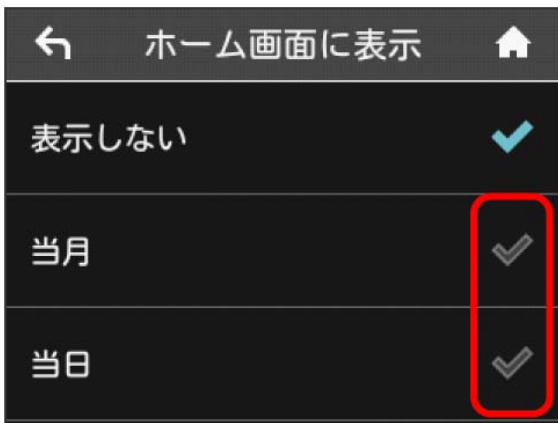 ホーム画面に表示
表示しない
当月
当日